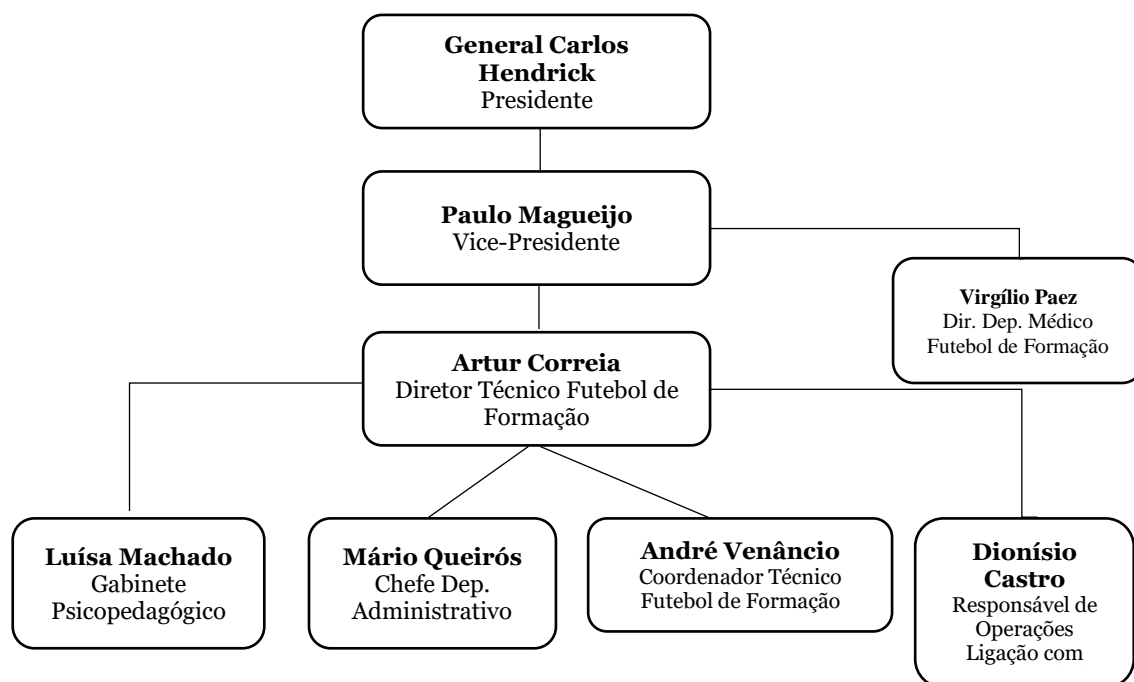 General Carlos
Hendrick
Presidente
Paulo Magueijo
Vice-Presidente
Virgílio Paez
Dir. Dep. Médico
Futebol de Formação
Artur Correia
Diretor Técnico Futebol de
Formação
Luísa Machado
Gabinete
Psicopedagógico
Mário Queirós
Chefe Dep.
Administrativo
André Venâncio
Coordenador Técnico
Futebol de Formação
Dionísio
Castro
Responsável de
Operações
Ligação com